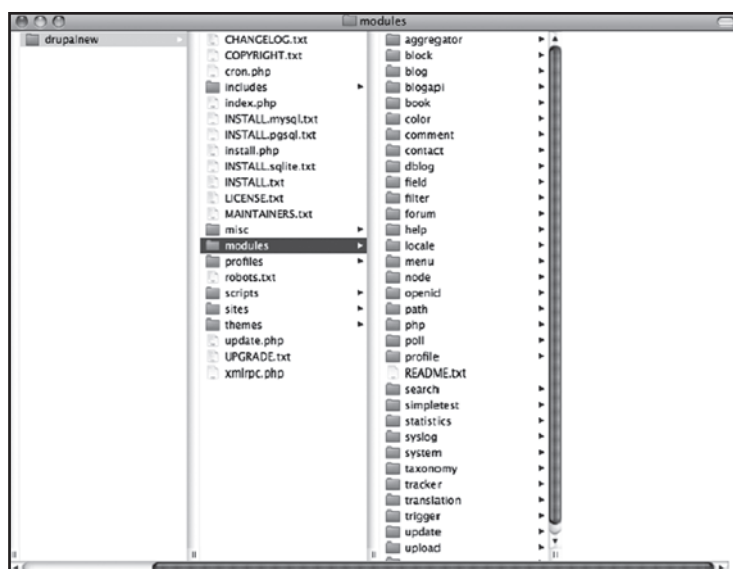 modules
drupalnew
CHANGELOG.txt
COPYRIGHT.txt
cron.php
includes
index.php
INSTALL.mysql.txt
INSTALL.pgsql.txt
install.php
INSTALL.sqlite.txt
INSTALL.txt
LICENSE.txt
MAINTAINERS.txt
misc
modules
profiles
robots.txt
scripts
sites
themes
update.php
UPGRADE.txt
xmlrpc.php
aggregator
block
blog
blogapi
book
color
comment
contact
dblog
field
filter
forum
help
locale
menu
node
openid
path
php
poll
profile
README.txt
search
simpletest
statistics
syslog
system
taxonomy
tracker
translation
trigger
update
upload